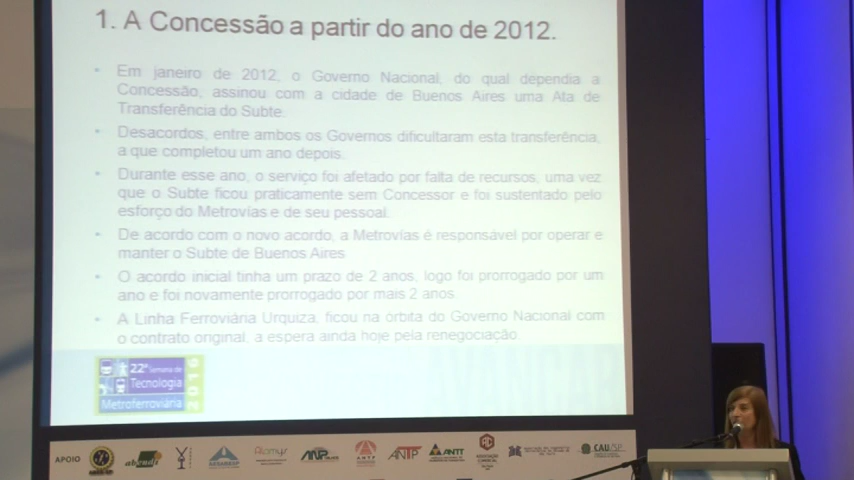 1. A Concessão a partir do ano de 2012.
• Em janeiro de 2012, o Governo Nacional, do qual dependia a
Concessão, assinou com a cidade de Buenos Aires uma Ata de
Transferência do Subte.
• Desacordos, entre ambos os Governos dificultaram esta transferência,
a que completou um ano depois.
• Durante esse ano, o serviço foi afetado por falta de recursos, uma vez
que o Subte ficou praticamente sem Concessor e foi sustentado pelo
esforço do Metrovías e de seu pessoal.
• De acordo com o novo acordo, a Metrovías é responsável por operar e
manter o Subte de Buenos Aires
• O acordo inicial tinha um prazo de 2 anos, logo foi prorrogado por um
ano e foi novamente prorrogado por mais 2 anos.
• A Linha Ferroviária Urquiza, ficou na órbita do Governo Nacional com
o contrato original, a espera ainda hoje pela renegociação.
22ª Semana de
Tecnologia
Metroferroviária
APOIO
abendi
Alamys
ANTP
ANTT
CAU/SP